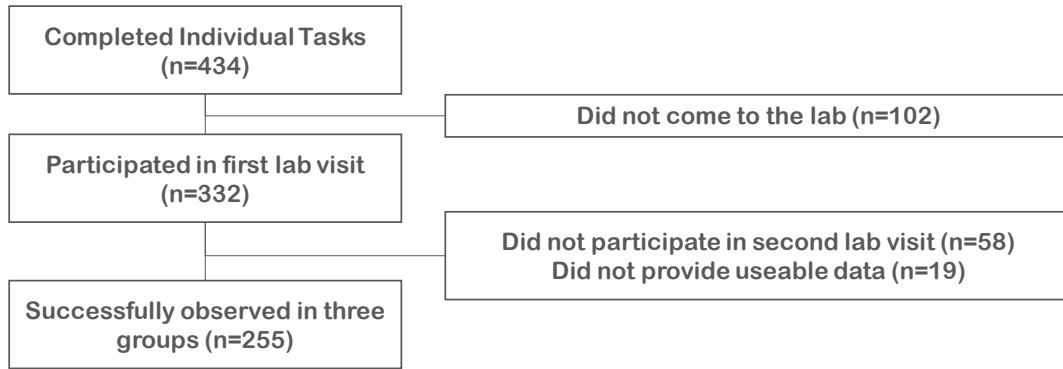 Completed Individual Tasks
(n=434)
Did not come to the lab (n=102)
Participated in first lab visit
(n=332)
Did not participate in second lab visit (n=58)
Did not provide useable data (n=19)
Successfully observed in three
groups (n=255)